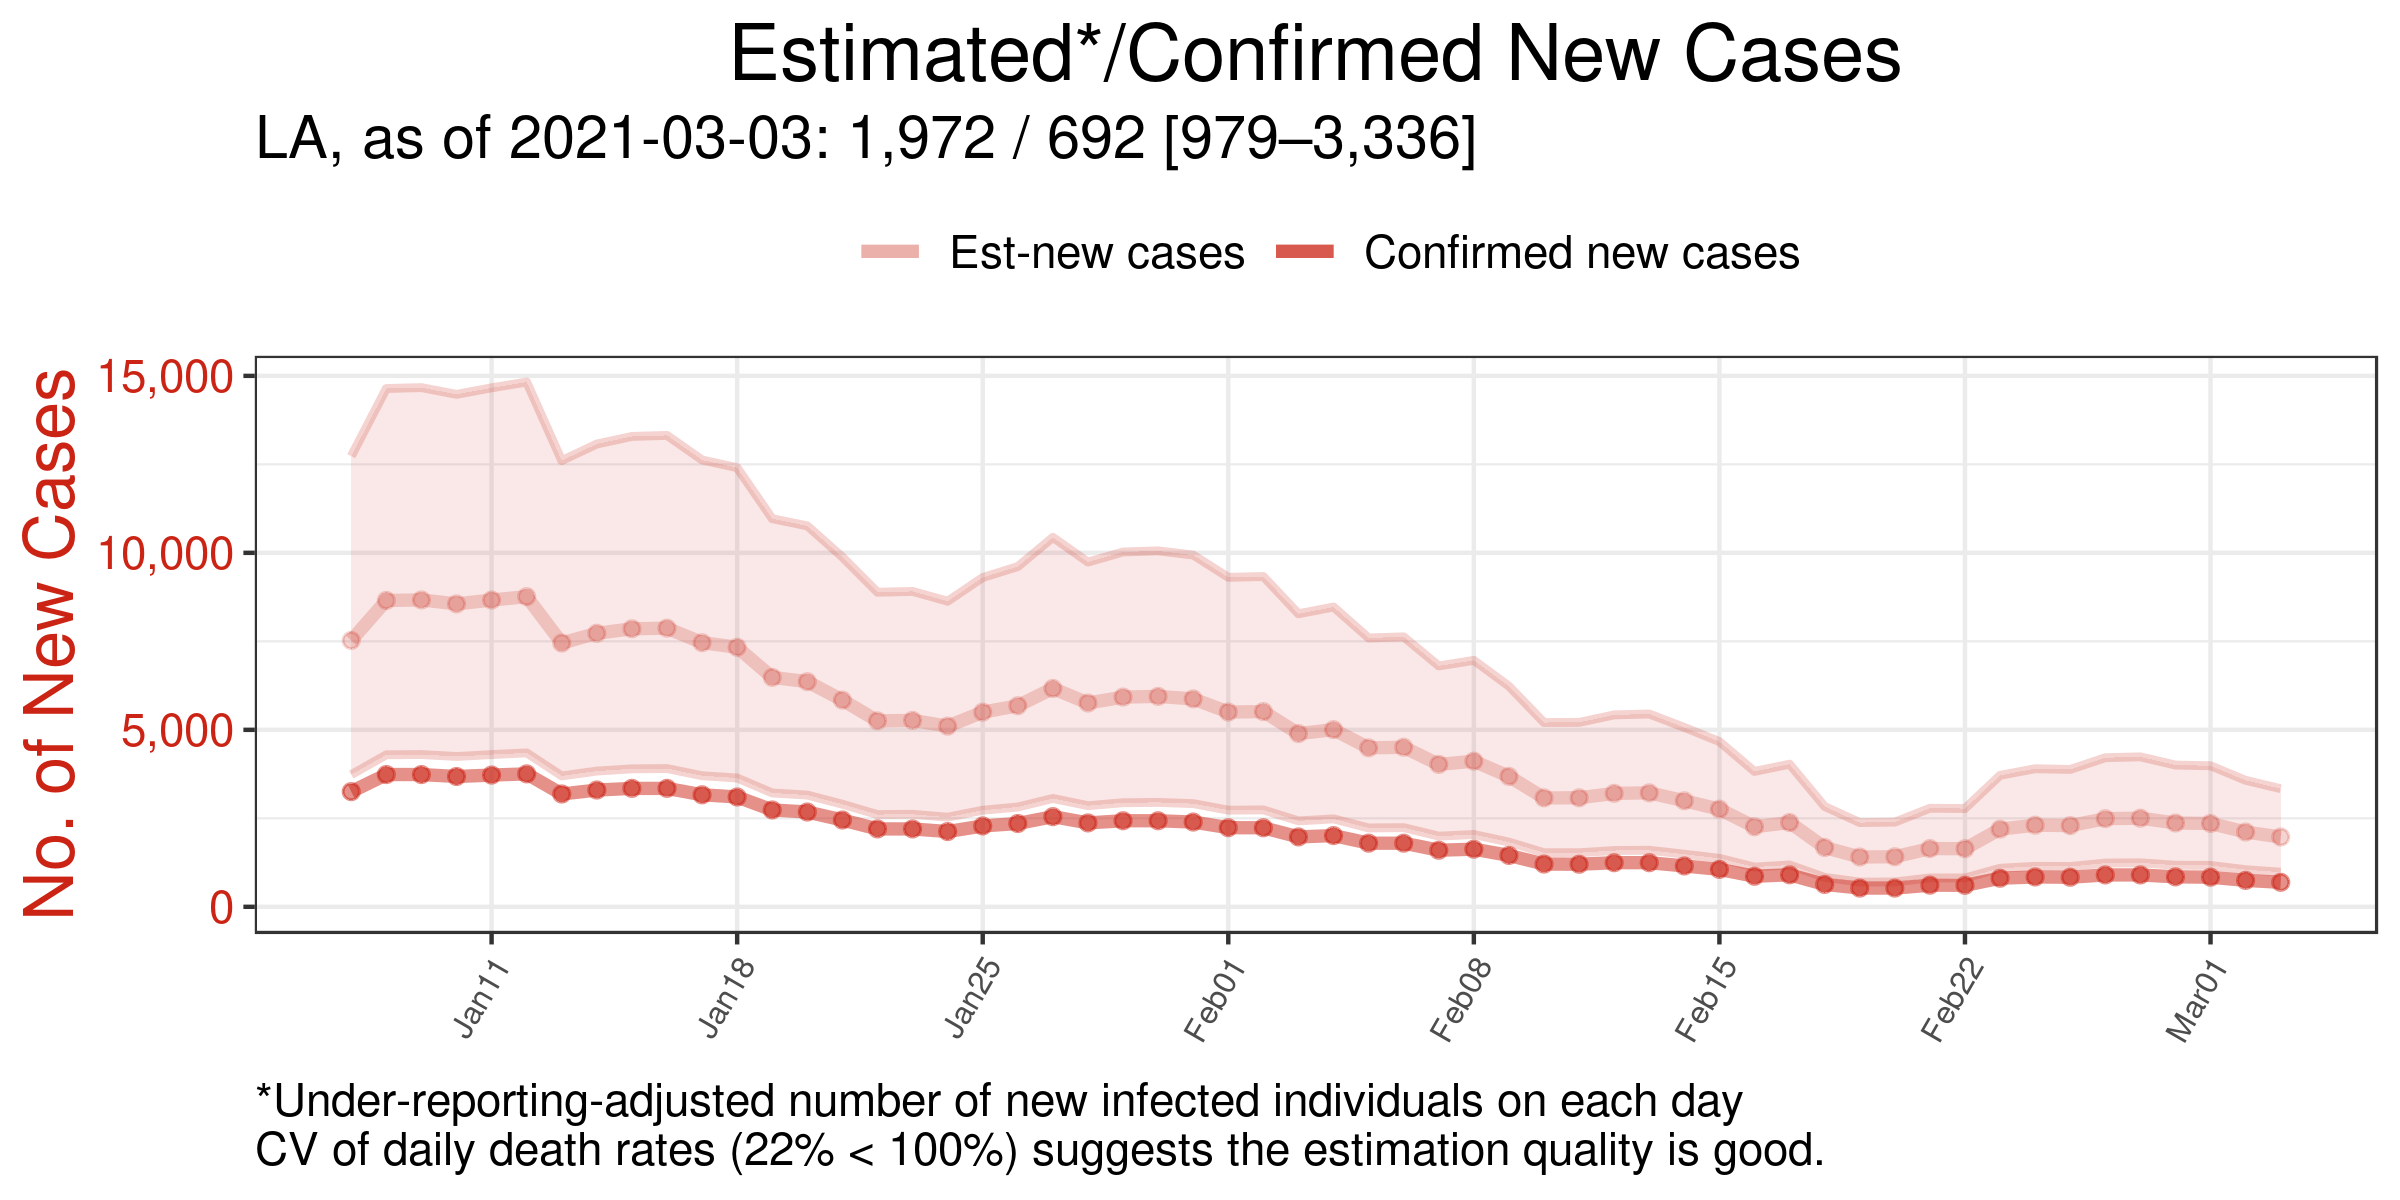 Estimated*/Confirmed New Cases
LA, as of 2021-03-03: 1,972 / 692 [979–3,336]
Est-new cases Confirmed new cases
No. of New Cases
15,000
10,000
5,000
0
Jan11 Jan18 Jan25 Feb01 Feb08 Feb15 Feb22 Mar01
*Under-reporting-adjusted number of new infected individuals on each day
CV of daily death rates (22% < 100%) suggests the estimation quality is good.